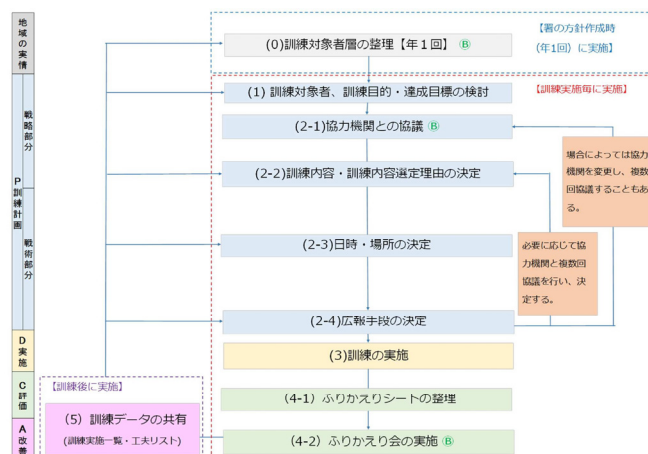 地域の実情
P訓練計画
戦略部分
戦術部分
D実施
C評価
A改善
【署の方針作成時
(年1回)に実施】
(0)訓練対象者層の整理【年1回】 Ⓑ
【訓練実施毎に実施】
(1) 訓練対象者、訓練目的・達成目標の検討
(2-1)協力機関との協議 Ⓑ
場合によっては協力
機関を変更し、複数
回協議することもあ
る。
(2-2)訓練内容・訓練内容選定理由の決定
(2-3)日時・場所の決定
必要に応じて協
力機関と複数回
協議を行い、決
定する。
(2-4)広報手段の決定
(3)訓練の実施
【訓練後に実施】
(4-1）ふりかえりシートの整理
(5）訓練データの共有
(訓練実施一覧・工夫リスト)
(4-2）ふりかえり会の実施 Ⓑ